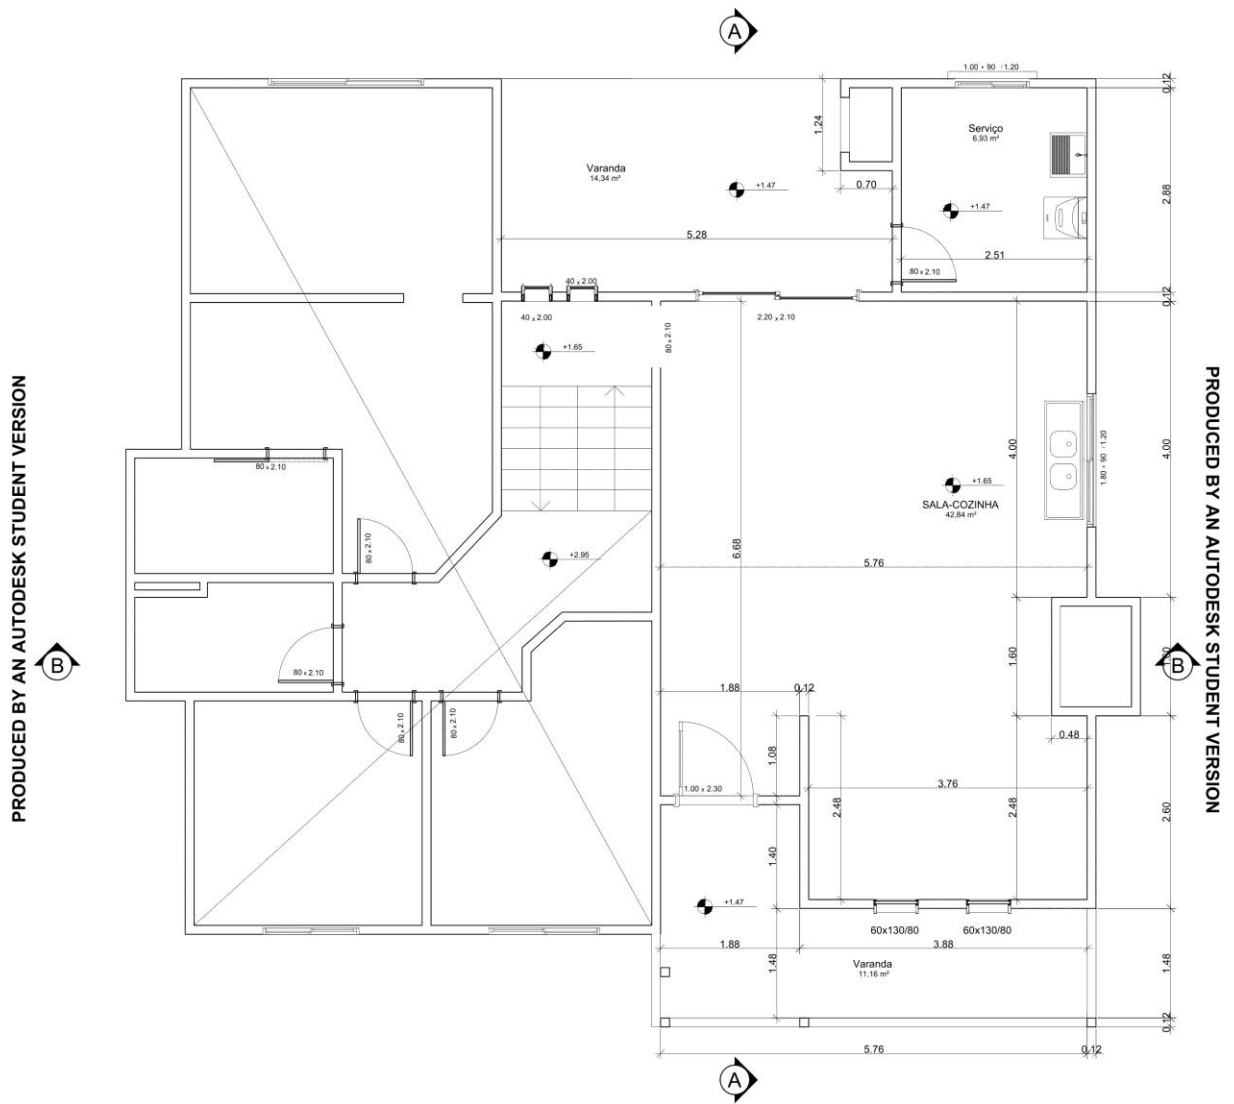 A
1.00 + 90 / 1.20
0.12
Serviço
6,93 m²
1.24
Varanda
14,34 m²
+1.47
0.70
2.88
+1.47
5.28
2.51
80 x 2.10
40 x 2.00
0.12
40 x 2.00
2.20 x 2.10
80 x 2.10
+1.65
PRODUCED BY AN AUTODESK STUDENT VERSION
PRODUCED BY AN AUTODESK STUDENT VERSION
4.00
4.00
1.80 + 90 / 1.20
80 x 2.10
+1.65
SALA-COZINHA
42,84 m²
80 x 2.10
+2.95
6.68
5.76
B
80 x 2.10
1.60
B
1.88
0.12
80 x 2.10
80 x 2.10
0.48
1.08
1.00 x 2.30
3.76
2.48
2.48
2.60
1.40
+1.47
60x130/80
60x130/80
1.88
3.88
1.48
Varanda
11,16 m²
1.48
0.12
5.76
0.12
A